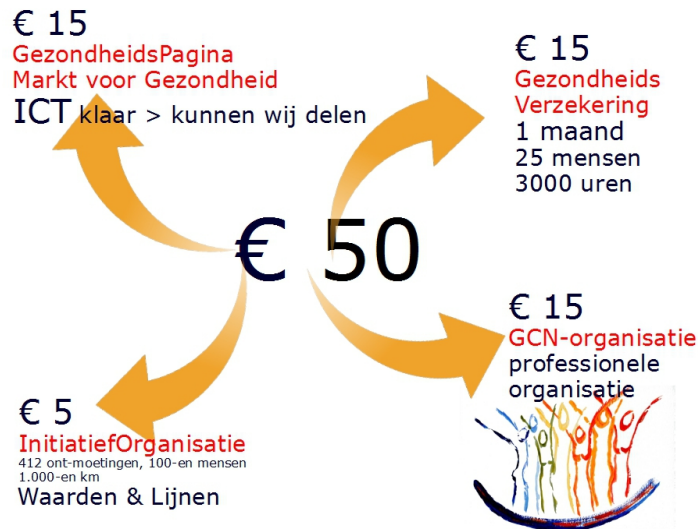 € 15
GezondheidsPagina
Markt voor Gezondheid
ICT klaar > kunnen wij delen
€ 15
Gezondheids
Verzekering
1 maand
25 mensen
3000 uren
€ 50
€ 15
GCN-organisatie
professionele
organisatie
€ 5
InitiatiefOrganisatie
412 ont-moetingen, 100-en mensen
1.000-en km
Waarden & Lijnen